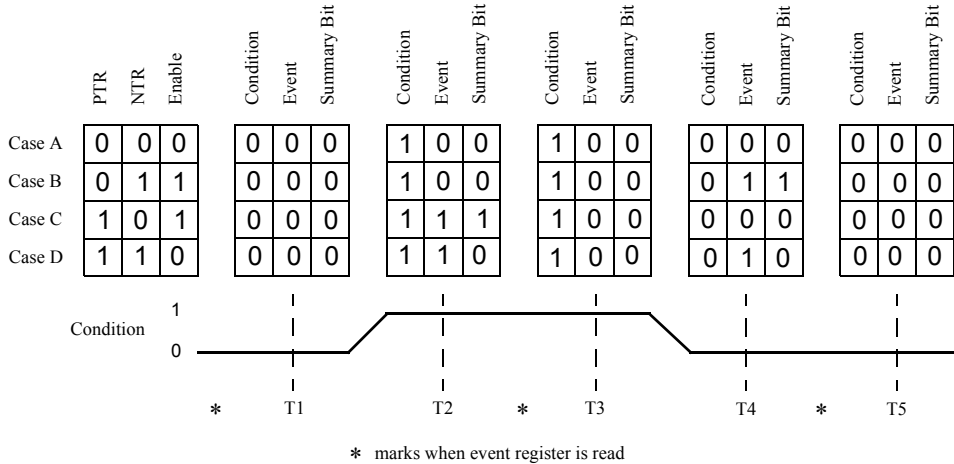 PTR NTR Enable Condition Event Summary Bit Condition Event Summary Bit Condition Event Summary Bit Condition Event Summary Bit Condition Event Summary Bit
Case A 0 0 0 0 0 0 1 0 0 1 0 0 0 0 0 0 0 0
Case B 0 1 1 0 0 0 1 0 0 1 0 0 0 1 1 0 0 0
Case C 1 0 1 0 0 0 1 1 1 1 0 0 0 0 0 0 0 0
Case D 1 1 0 0 0 0 1 1 0 1 0 0 0 1 0 0 0 0
1
Condition
0
* T1 T2 * T3 T4 * T5
* marks when event register is read